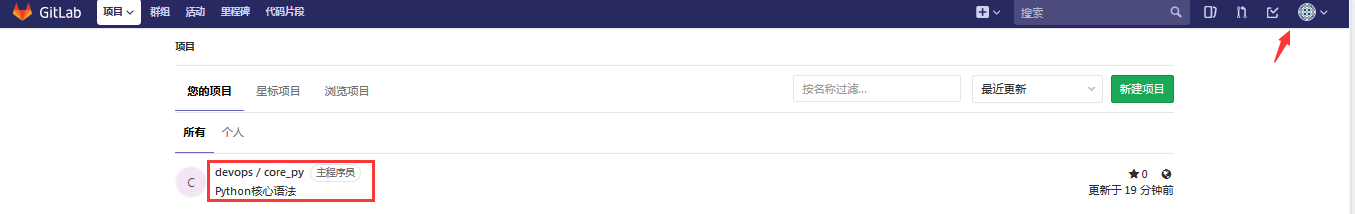 GitLab 项目 群组 活动 里程碑 代码片段 搜索
项目
您的项目 星标项目 浏览项目 按名称过滤... 最近更新 新建项目
所有 个人
C devops / core_py 主程序员 0
Python核心语法 更新于 19 分钟前